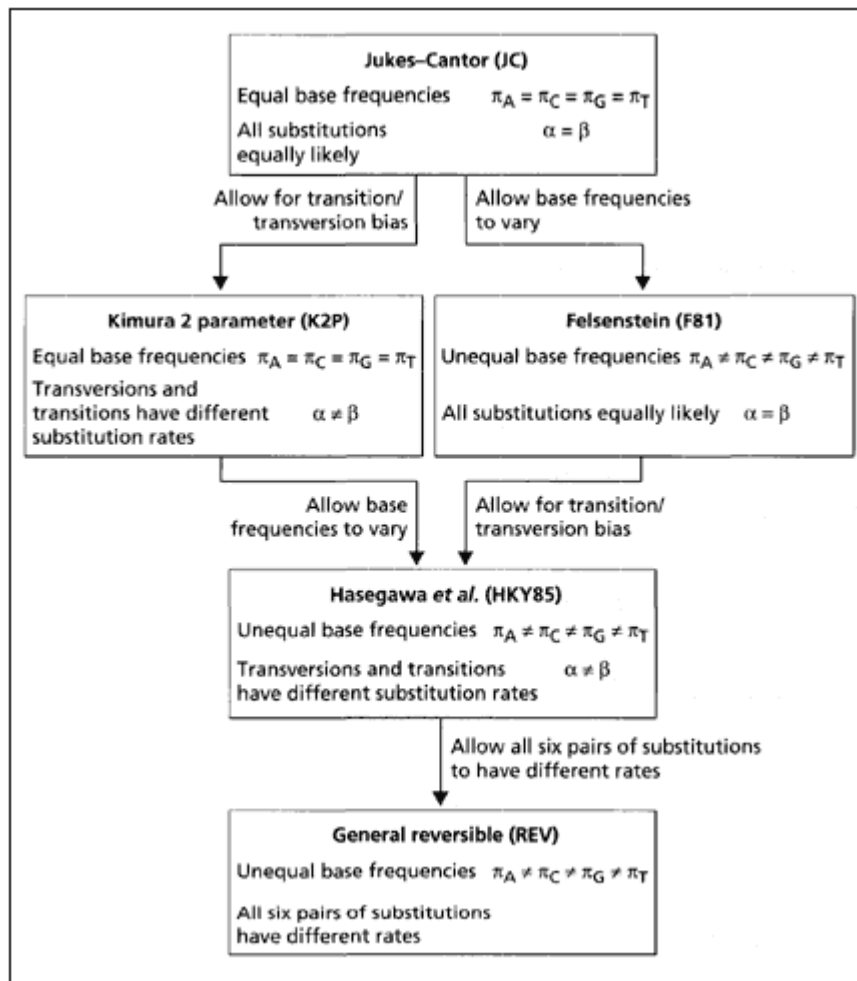 Jukes–Cantor (JC)
Equal base frequencies π_A = π_C = π_G = π_T
All substitutions α = β
equally likely
Allow for transition/
transversion bias
Allow base frequencies
to vary
Kimura 2 parameter (K2P)
Equal base frequencies π_A = π_C = π_G = π_T
Transversions and
transitions have different α ≠ β
substitution rates
Felsenstein (F81)
Unequal base frequencies π_A ≠ π_C ≠ π_G ≠ π_T
All substitutions equally likely α = β
Allow base
frequencies to vary
Allow for transition/
transversion bias
Hasegawa et al. (HKY85)
Unequal base frequencies π_A ≠ π_C ≠ π_G ≠ π_T
Transversions and transitions α ≠ β
have different substitution rates
Allow all six pairs of substitutions
to have different rates
General reversible (REV)
Unequal base frequencies π_A ≠ π_C ≠ π_G ≠ π_T
All six pairs of substitutions
have different rates